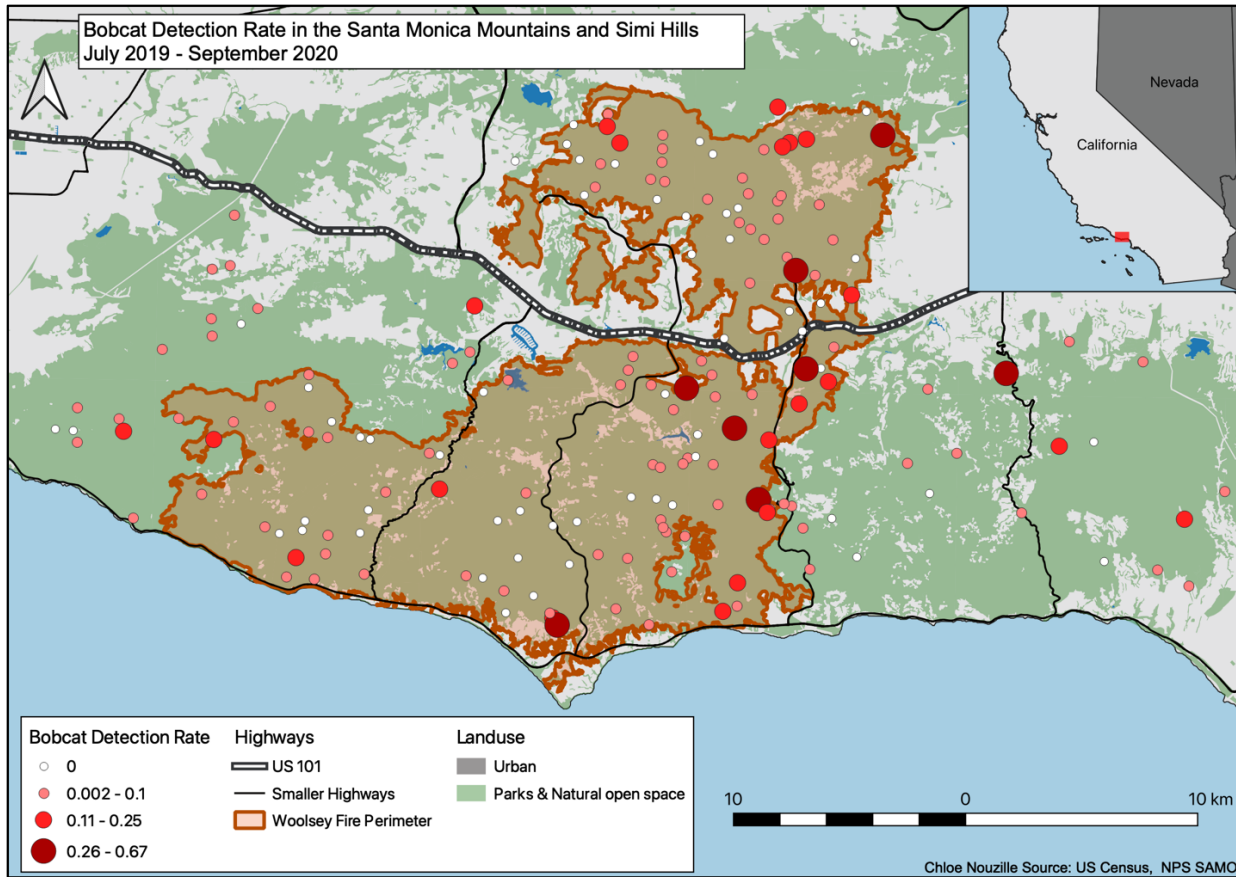 Bobcat Detection Rate in the Santa Monica Mountains and Simi Hills
July 2019 - September 2020
Nevada
California
Bobcat Detection Rate
0
0.002 - 0.1
0.11 - 0.25
0.26 - 0.67
Highways
US 101
Smaller Highways
Woolsey Fire Perimeter
Landuse
Urban
Parks & Natural open space
10 0 10 km
Chloe Nouzille Source: US Census, NPS SAMO